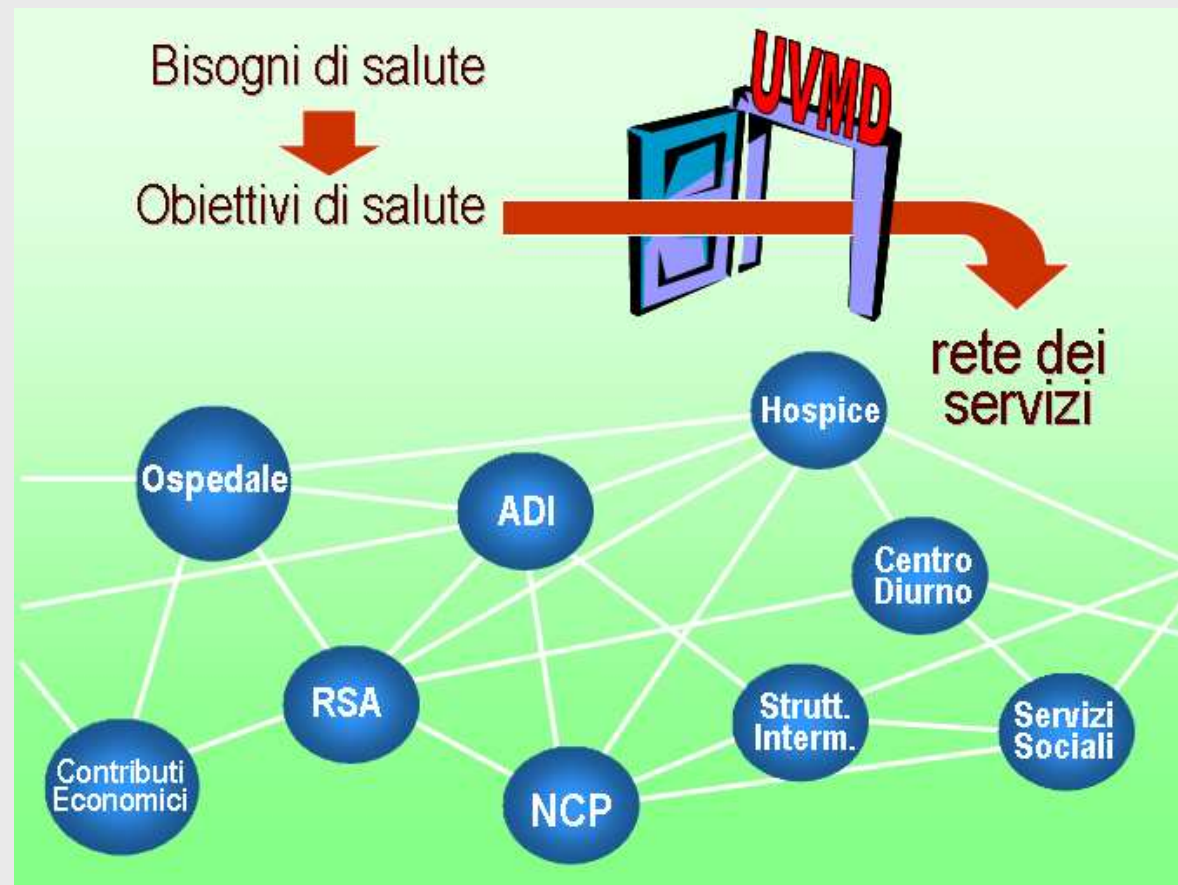 Bisogni di salute
UVMD
Obiettivi di salute
rete dei
servizi
Hospice
Ospedale
ADI
Centro
Diurno
RSA
Strutt.
Interm.
Servizi
Sociali
Contributi
Economici
NCP